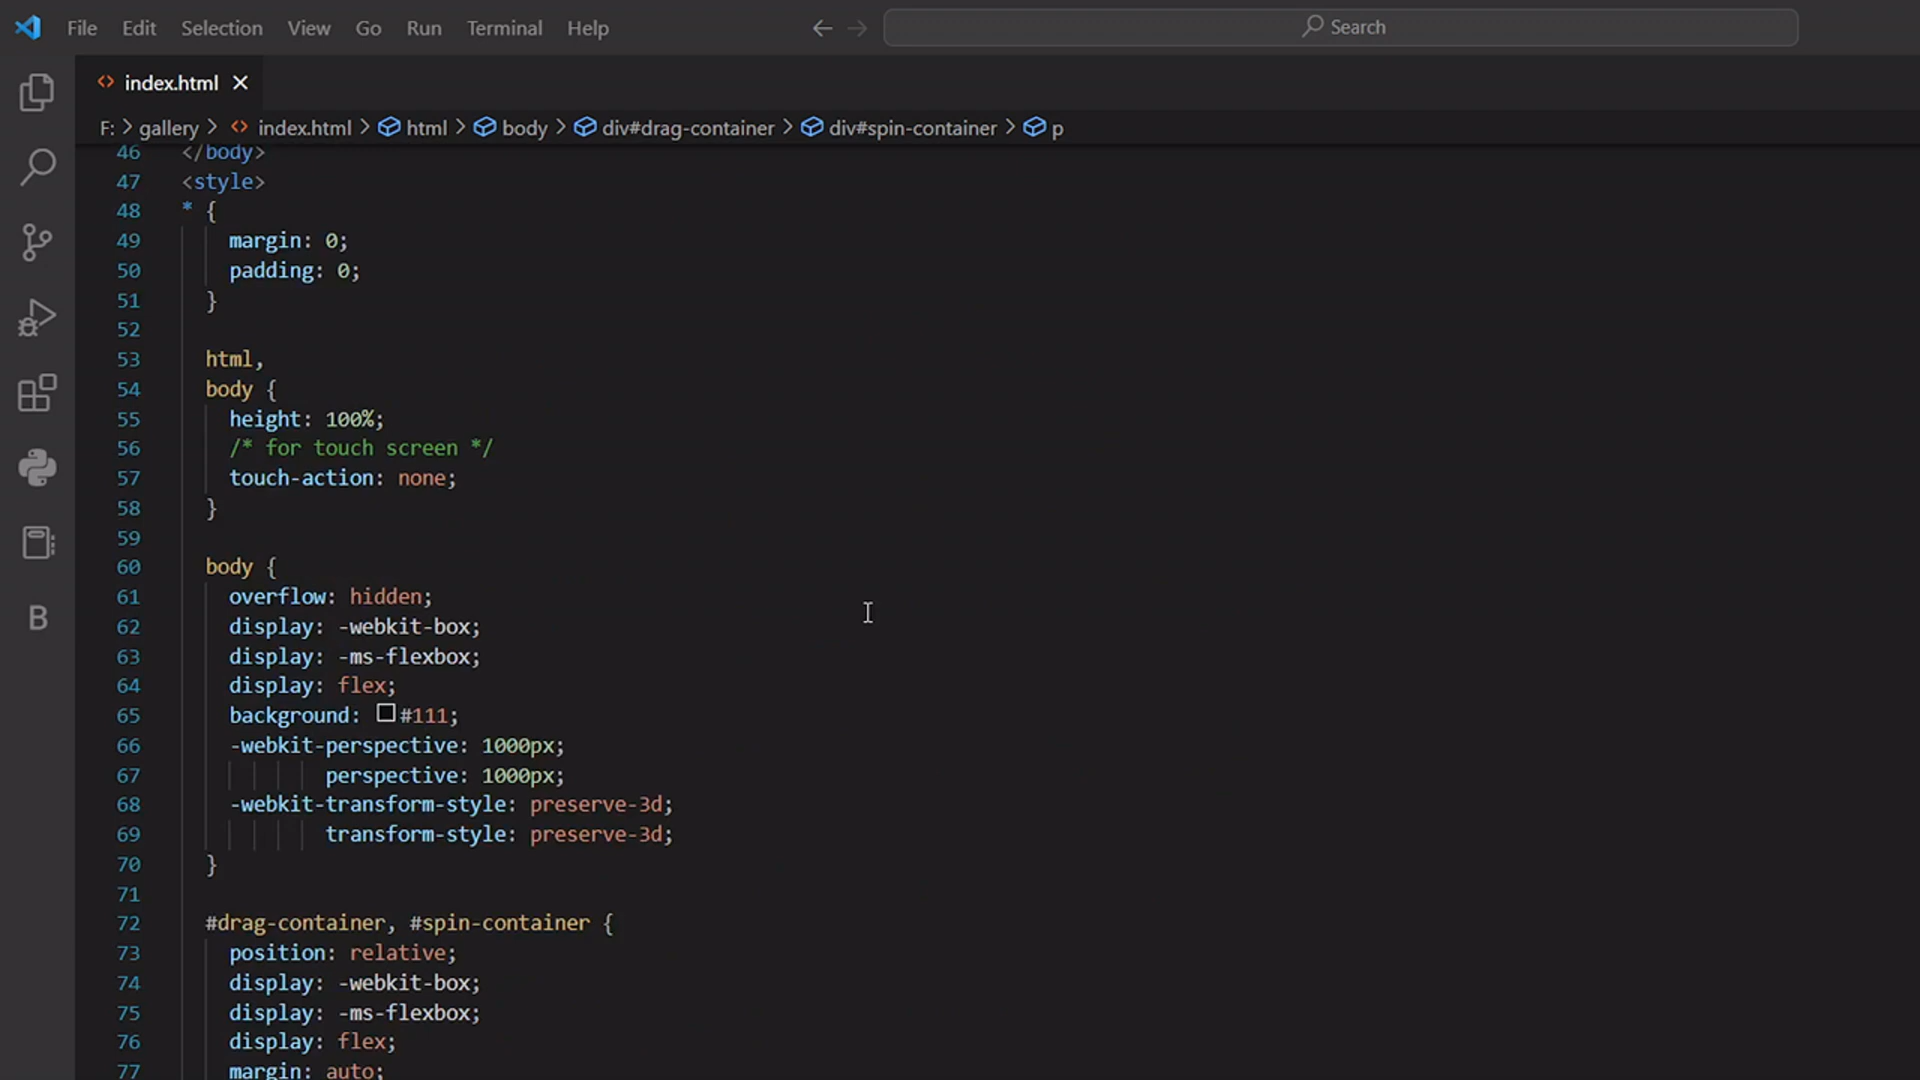 File Edit Selection View Go Run Terminal Help Search
index.html
F: > gallery > index.html > html > body > div#drag-container > div#spin-container > p
46 </body>
47 <style>
48 * {
49 margin: 0;
50 padding: 0;
51 }
52
53 html,
54 body {
55 height: 100%;
56 /* for touch screen */
57 touch-action: none;
58 }
59
60 body {
61 overflow: hidden;
62 display: -webkit-box;
63 display: -ms-flexbox;
64 display: flex;
65 background: #111;
66 -webkit-perspective: 1000px;
67 perspective: 1000px;
68 -webkit-transform-style: preserve-3d;
69 transform-style: preserve-3d;
70 }
71
72 #drag-container, #spin-container {
73 position: relative;
74 display: -webkit-box;
75 display: -ms-flexbox;
76 display: flex;
77 margin: auto;
B